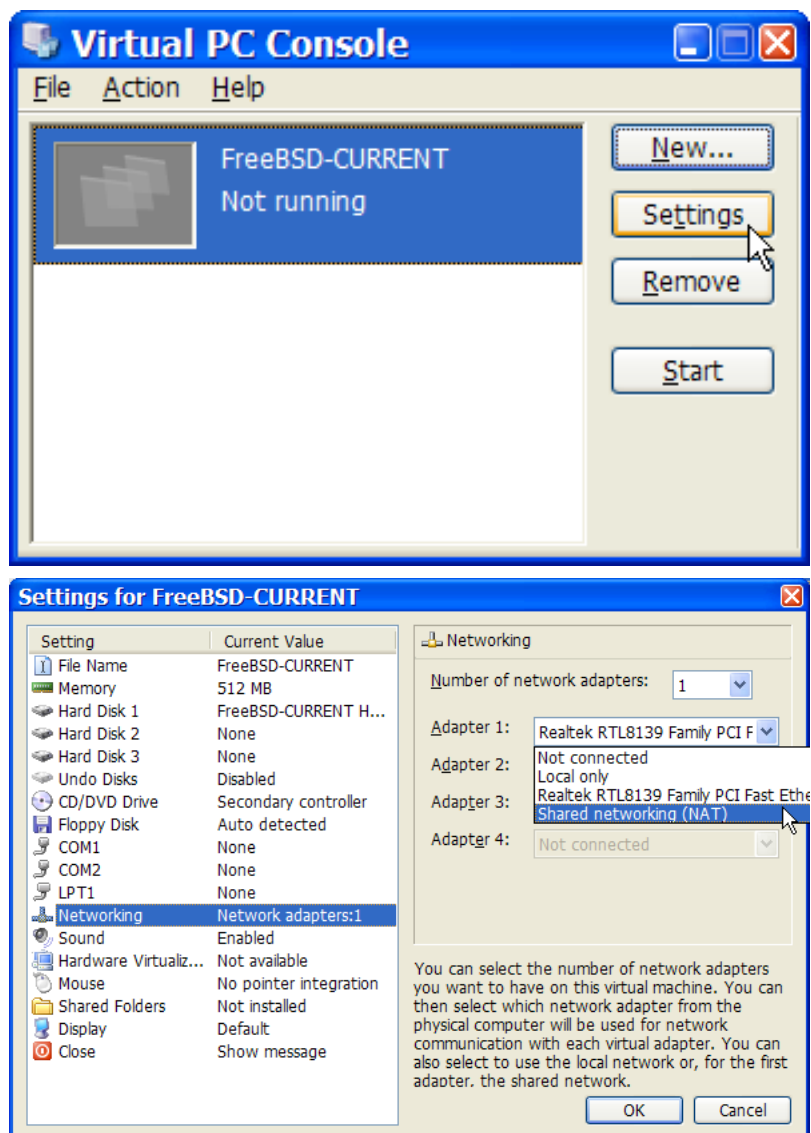 Virtual PC Console
File Action Help
FreeBSD-CURRENT
Not running
New...
Settings
Remove
Start
Settings for FreeBSD-CURRENT
Setting Current Value
File Name FreeBSD-CURRENT
Memory 512 MB
Hard Disk 1 FreeBSD-CURRENT H...
Hard Disk 2 None
Hard Disk 3 None
Undo Disks Disabled
CD/DVD Drive Secondary controller
Floppy Disk Auto detected
COM1 None
COM2 None
LPT1 None
Networking Network adapters:1
Sound Enabled
Hardware Virtualiz... Not available
Mouse No pointer integration
Shared Folders Not installed
Display Default
Close Show message
Networking
Number of network adapters: 1
Adapter 1: Realtek RTL8139 Family PCI F
Not connected
Adapter 2:
Local only
Realtek RTL8139 Family PCI Fast Ethe
Adapter 3:
Shared networking (NAT)
Adapter 4: Not connected
You can select the number of network adapters
you want to have on this virtual machine. You can
then select which network adapter from the
physical computer will be used for network
communication with each virtual adapter. You can
also select to use the local network or, for the first
adapter, the shared network.
OK Cancel